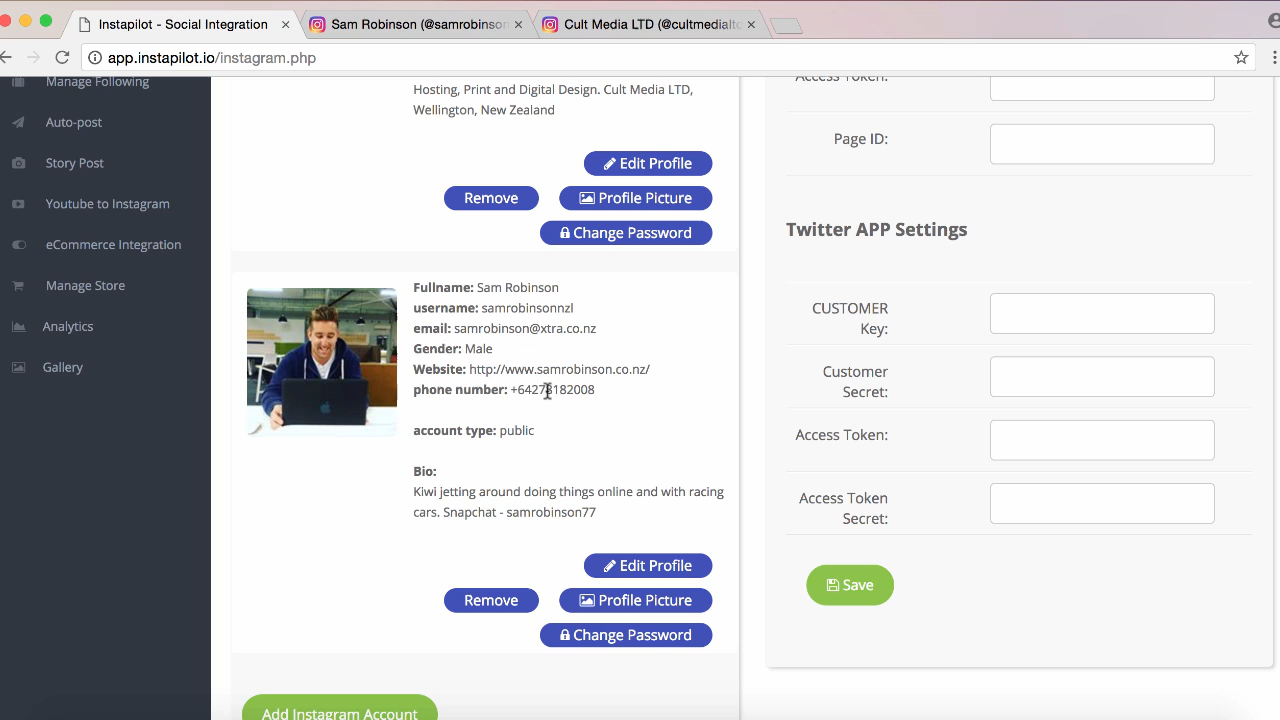 Instapilot - Social Integration
Sam Robinson (@samrobinson
Cult Media LTD (@cultmedialt
app.instapilot.io/instagram.php
Manage Following
Auto-post
Story Post
Youtube to Instagram
eCommerce Integration
Manage Store
Analytics
Gallery
Hosting, Print and Digital Design. Cult Media LTD,
Wellington, New Zealand
Edit Profile
Remove
Profile Picture
Change Password
Fullname: Sam Robinson
username: samrobinsonnzl
email: samrobinson@xtra.co.nz
Gender: Male
Website: http://www.samrobinson.co.nz/
phone number:
account type: public
Bio:
Kiwi jetting around doing things online and with racing
cars. Snapchat - samrobinson77
Edit Profile
Remove
Profile Picture
Change Password
Add Instagram Account
Access Token:
Page ID:
Twitter APP Settings
CUSTOMER
Key:
Customer
Secret:
Access Token:
Access Token
Secret:
Save